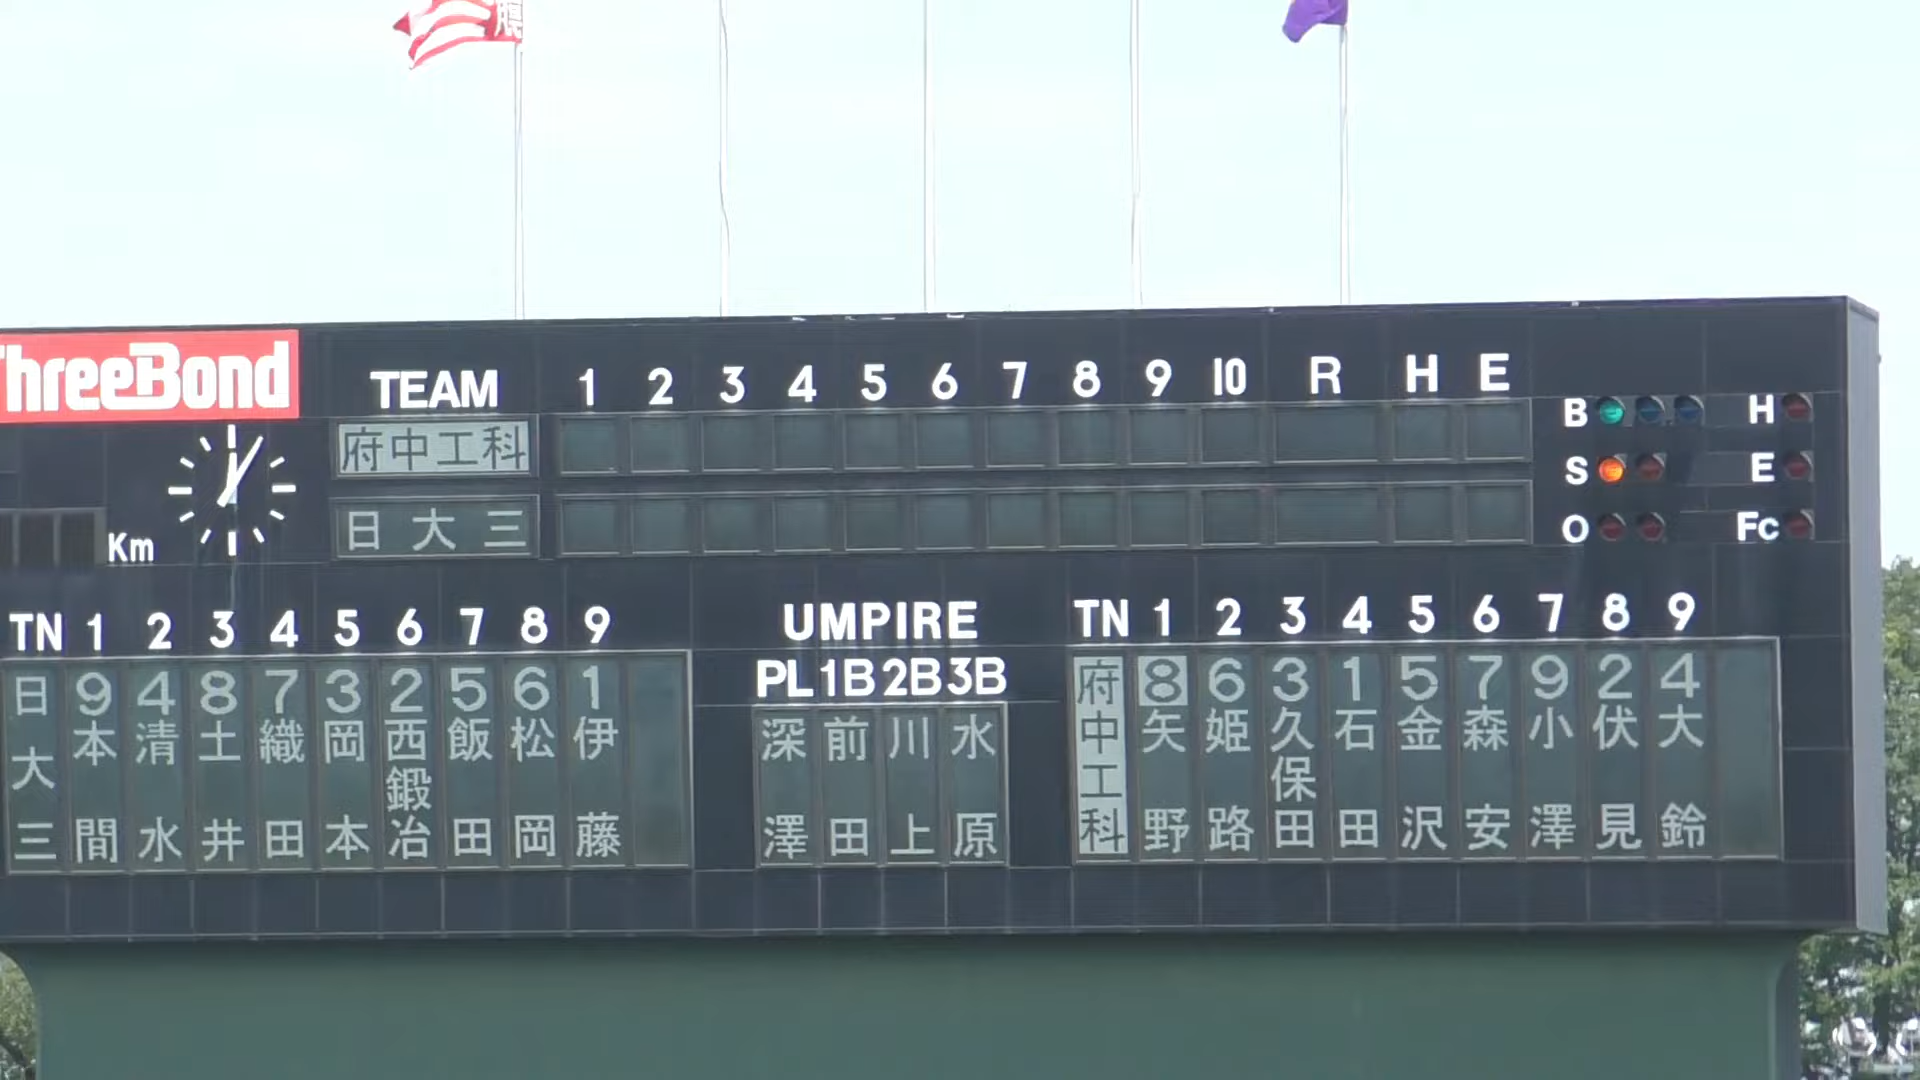 ThreeBond
TEAM 1 2 3 4 5 6 7 8 9 10 R H E
府中工科
日大三
B H
S E
O Fc
Km
TN 1 2 3 4 5 6 7 8 9
日大三
9 本間
4 清水
8 土井
7 織田
3 岡本
2 西鍛冶
5 飯田
6 松岡
1 伊藤
UMPIRE
PL 1B 2B 3B
深澤
前田
川上
水原
TN 1 2 3 4 5 6 7 8 9
府中工科
8 矢野
6 姫路
3 久保田
1 石田
5 金沢
7 森安
9 小澤
2 伏見
4 大鈴